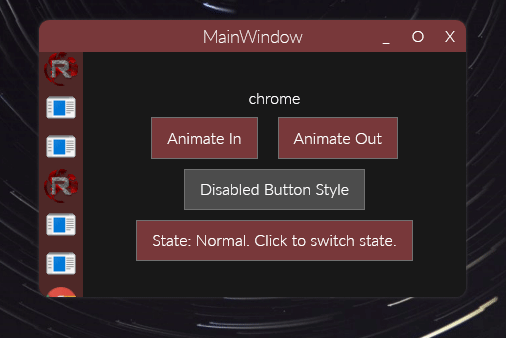 MainWindow _ O X
R
chrome
Animate In Animate Out
R
Disabled Button Style
State: Normal. Click to switch state.